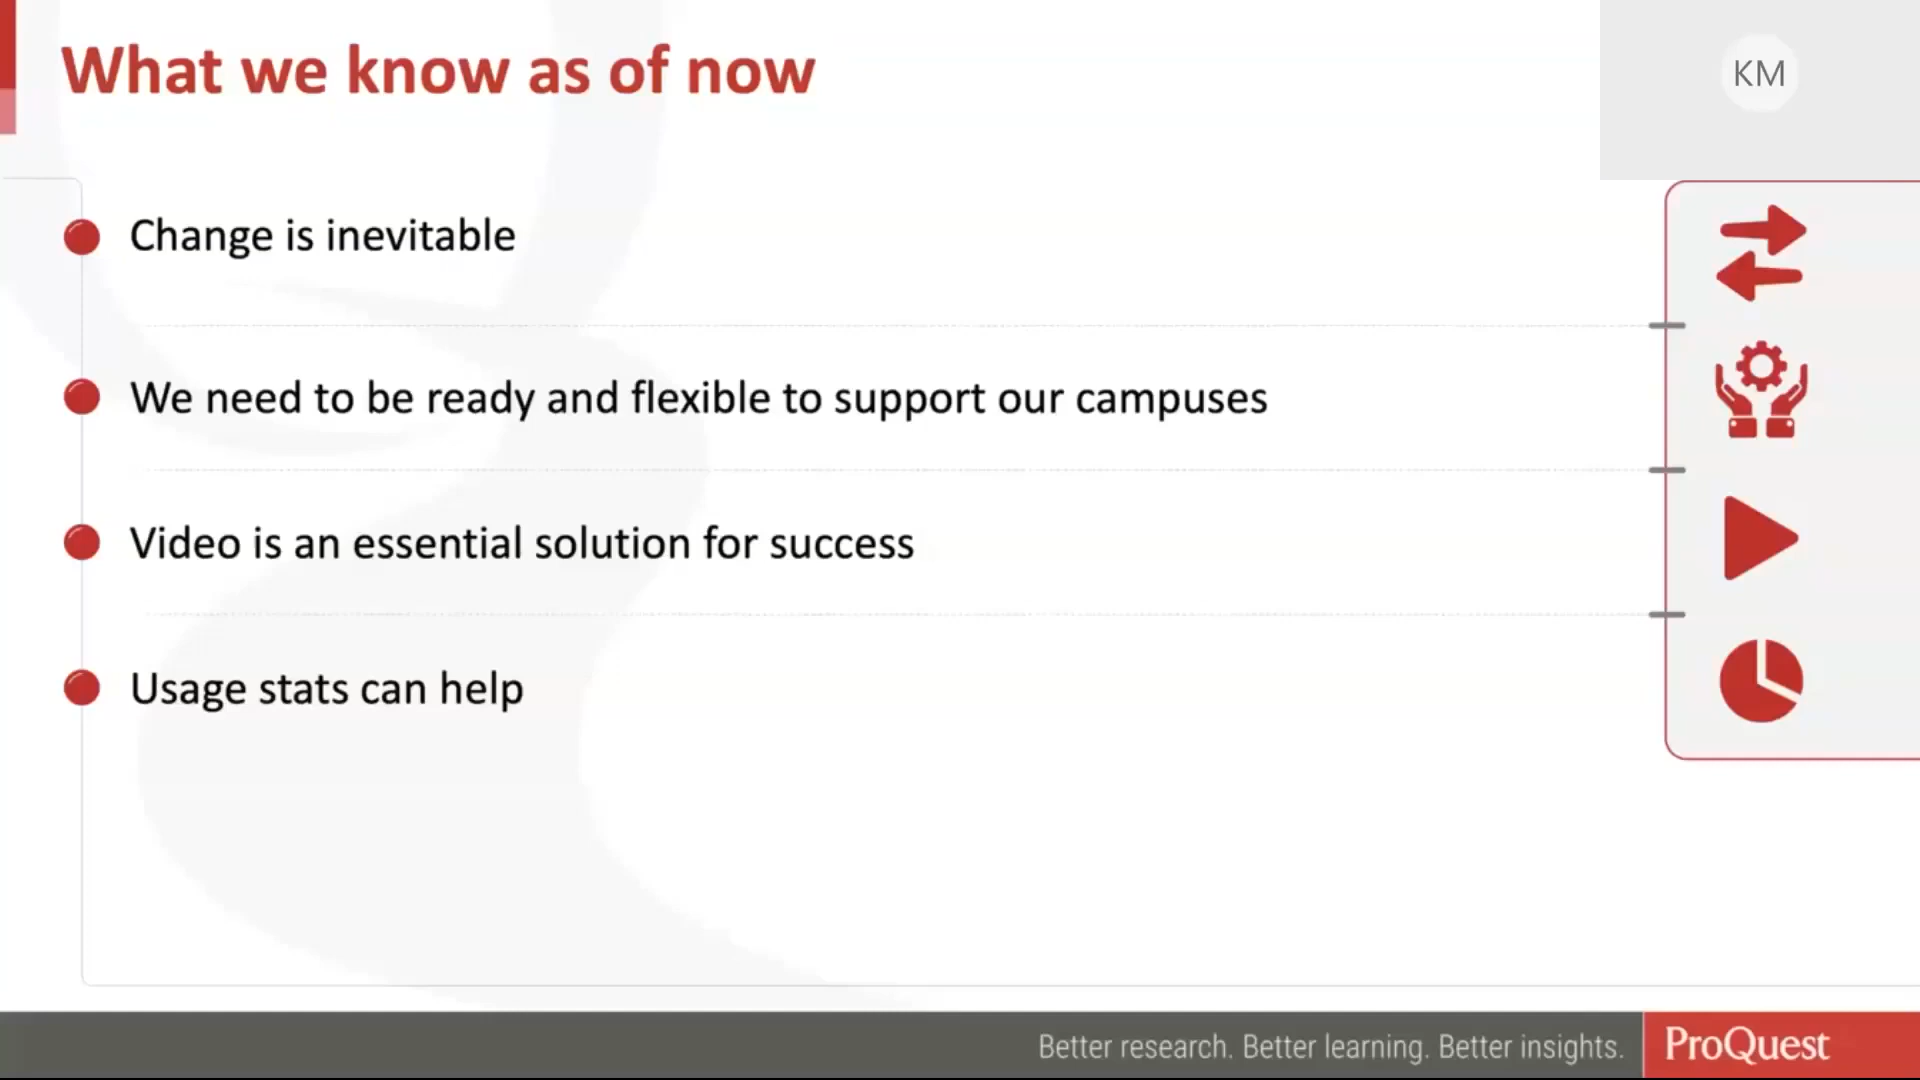 What we know as of now
KM
Change is inevitable
We need to be ready and flexible to support our campuses
Video is an essential solution for success
Usage stats can help
Better research. Better learning. Better insights.
ProQuest